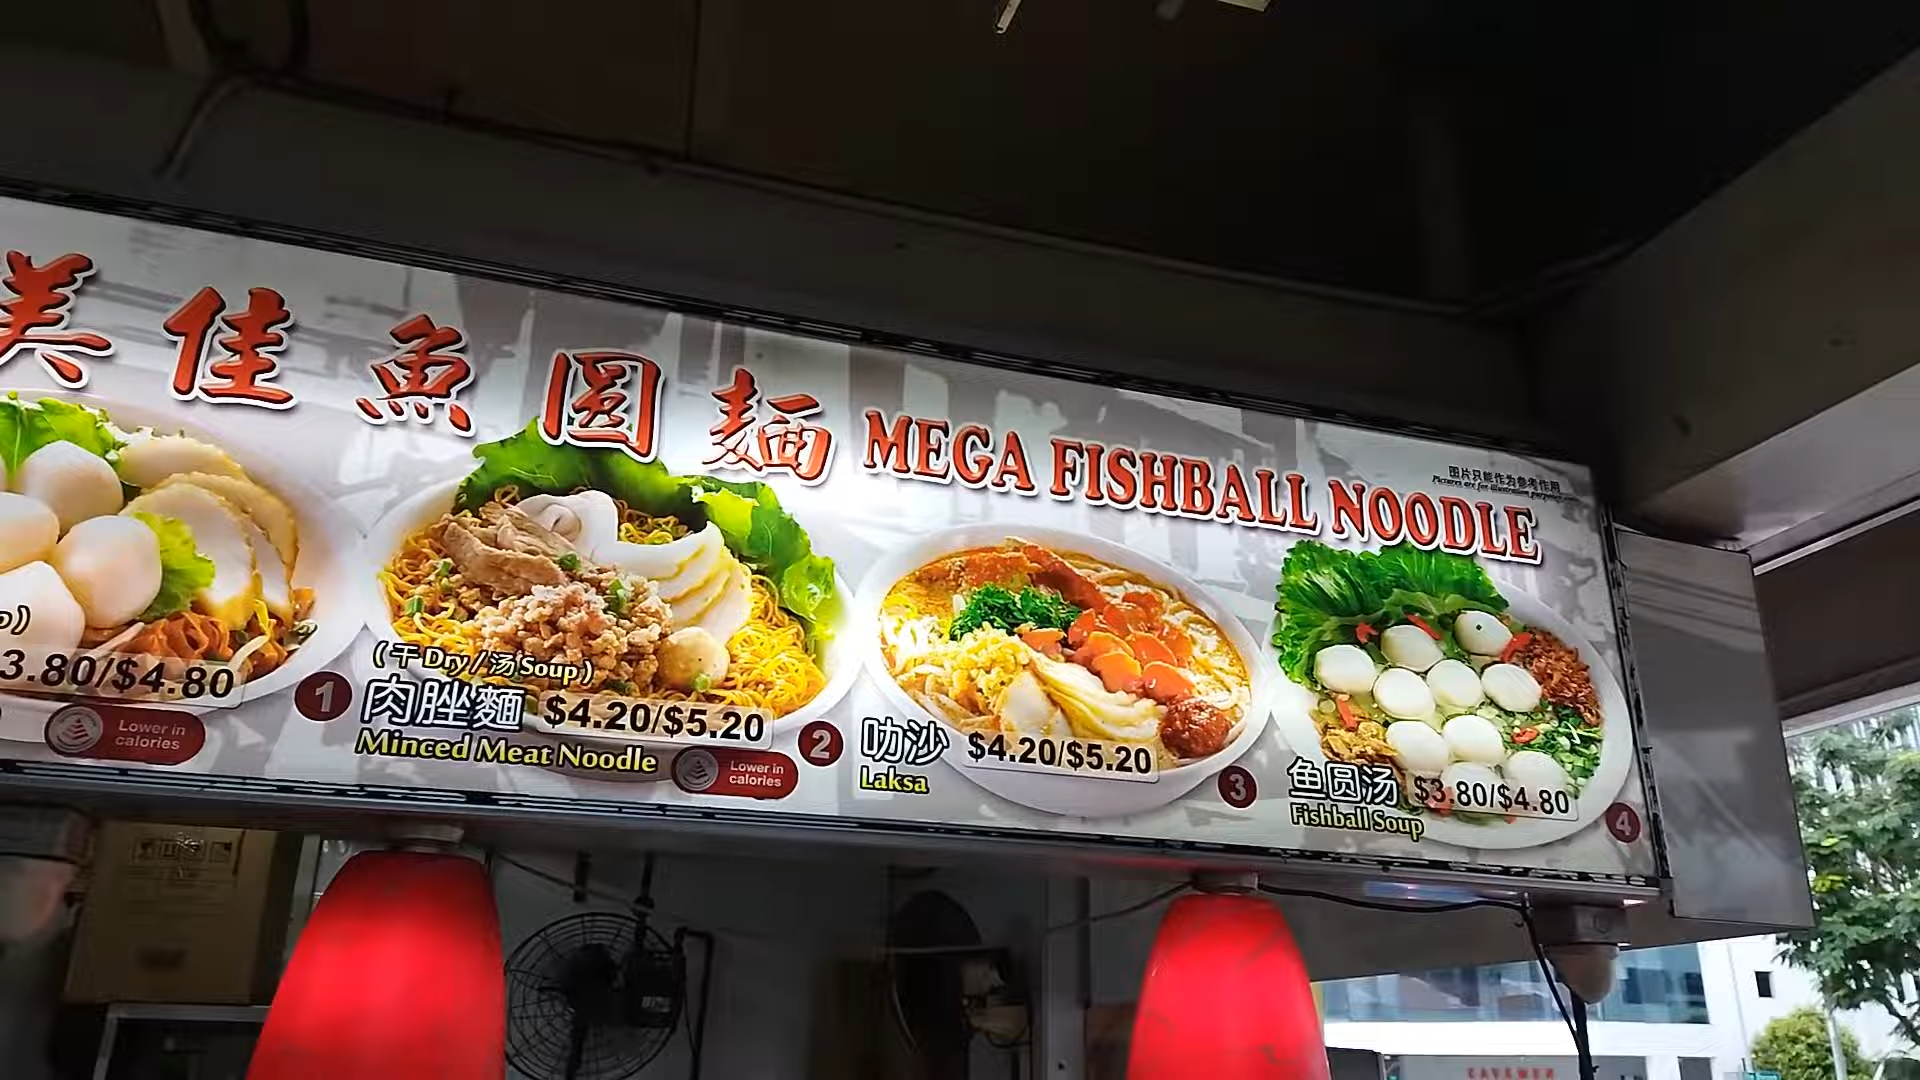 美佳魚圓麵 MEGA FISHBALL NOODLE
图片只能作为参考作用
Pictures are for illustration purposes
3.80/$4.80
Lower in
calories
1
(干 Dry / 汤 Soup)
肉脞麵 $4.20/$5.20
Minced Meat Noodle
Lower in
calories
2
叻沙 $4.20/$5.20
Laksa
3
鱼圆汤 $3.80/$4.80
Fishball Soup
4